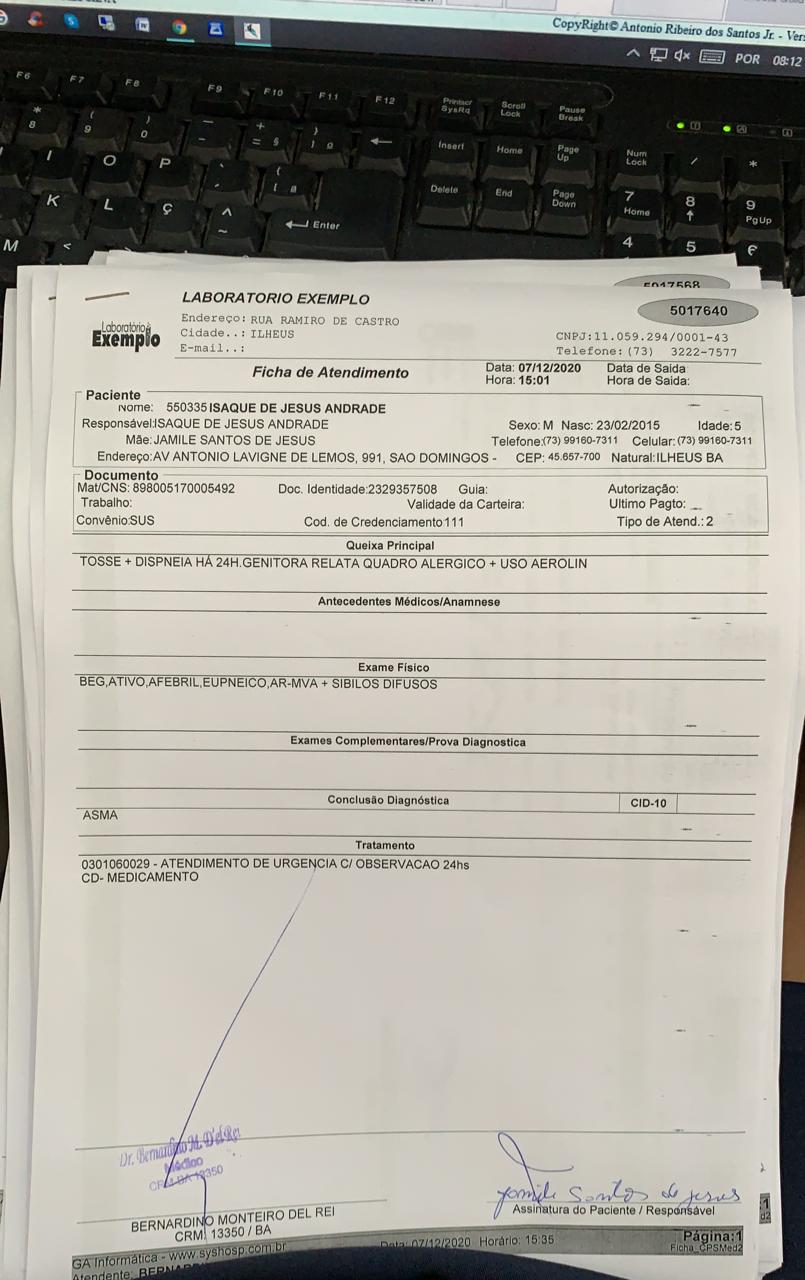 CopyRight© Antonio Ribeiro dos Santos Jr. - Vers
POR 08:12
F6 F7 F8 F9 F10 F11 F12 Printscr SysRq Scroll Lock Pause Break
Insert Home Page Up Num Lock / *
Delete End Page Down 7 Home 8 9 PgUp
I O P
K L Ç Enter 4 5 6
M <
5017568
LABORATORIO EXEMPLO
5017640
Laboratório
Exemplo
Endereço: RUA RAMIRO DE CASTRO
Cidade..: ILHEUS
CNPJ:11.059.294/0001-43
E-mail..:
Telefone: (73) 3222-7577
Ficha de Atendimento
Data: 07/12/2020 Data de Saida
Hora: 15:01 Hora de Saida:
Paciente
Nome: 550335 ISAQUE DE JESUS ANDRADE
Responsável:ISAQUE DE JESUS ANDRADE Sexo: M Nasc: 23/02/2015 Idade: 5
Mãe: JAMILE SANTOS DE JESUS Telefone:(73) 99160-7311 Celular: (73) 99160-7311
Endereço:AV ANTONIO LAVIGNE DE LEMOS, 991, SAO DOMINGOS - CEP: 45.657-700 Natural:ILHEUS BA
Documento
Mat/CNS: 898005170005492 Doc. Identidade:2329357508 Guia: Autorização:
Trabalho: Validade da Carteira: Ultimo Pagto:
Convênio:SUS Cod. de Credenciamento 111 Tipo de Atend.: 2
Queixa Principal
TOSSE + DISPNEIA HÁ 24H.GENITORA RELATA QUADRO ALERGICO + USO AEROLIN
Antecedentes Médicos/Anamnese
Exame Físico
BEG,ATIVO,AFEBRIL,EUPNEICO,AR-MVA + SIBILOS DIFUSOS
Exames Complementares/Prova Diagnostica
Conclusão Diagnóstica CID-10
ASMA
Tratamento
0301060029 - ATENDIMENTO DE URGENCIA C/ OBSERVACAO 24hs
CD- MEDICAMENTO
Dr. Bernardino M. D'el Rei
Médico
CRM-BA 13350
Jamile Santos de Jesus
Assinatura do Paciente / Responsável
BERNARDINO MONTEIRO DEL REI
CRM: 13350 / BA
GA Informática - www.syshosp.com.br Data: 07/12/2020 Horário: 15:35 Página:1
Ficha_CPSMed2
Atendente: BERNA